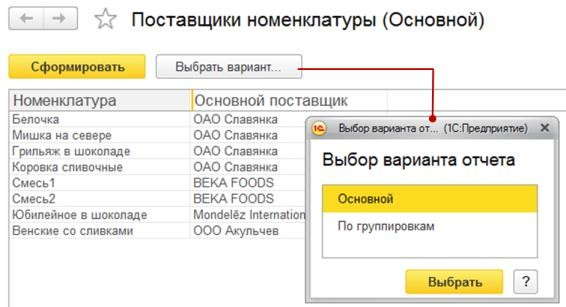 Поставщики номенклатуры (Основной)
Сформировать Выбрать вариант...
Номенклатура Основной поставщик
Белочка ОАО Славянка
Мишка на севере ОАО Славянка
Грильяж в шоколаде ОАО Славянка
Коровка сливочные ОАО Славянка
Смесь1 BEKA FOODS
Смесь2 BEKA FOODS
Юбилейное в шоколаде Mondelēz Internation
Венские со сливками ООО Акульчев
1С Выбор варианта от... (1С:Предприятие)
Выбор варианта отчета
Основной
По группировкам
Выбрать ?